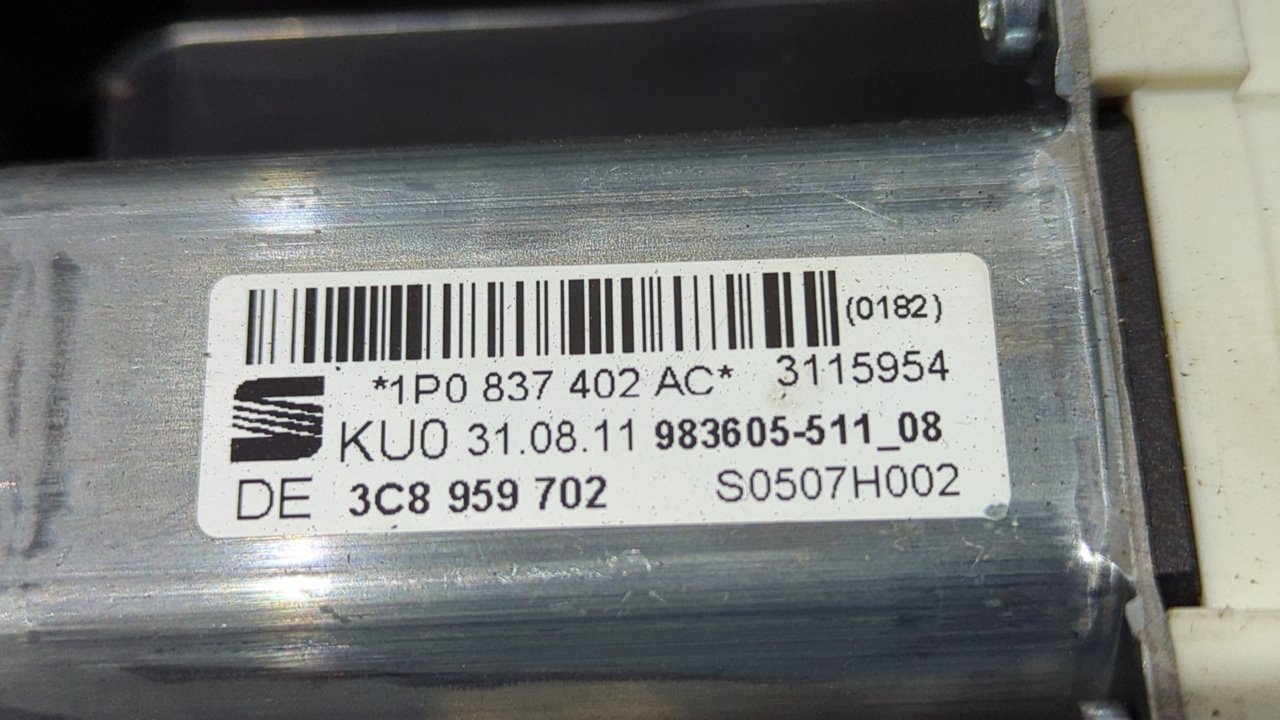 (0182)
*1P0 837 402 AC* 3115954
KU0 31.08.11 983605-511_08
DE 3C8 959 702 S0507H002